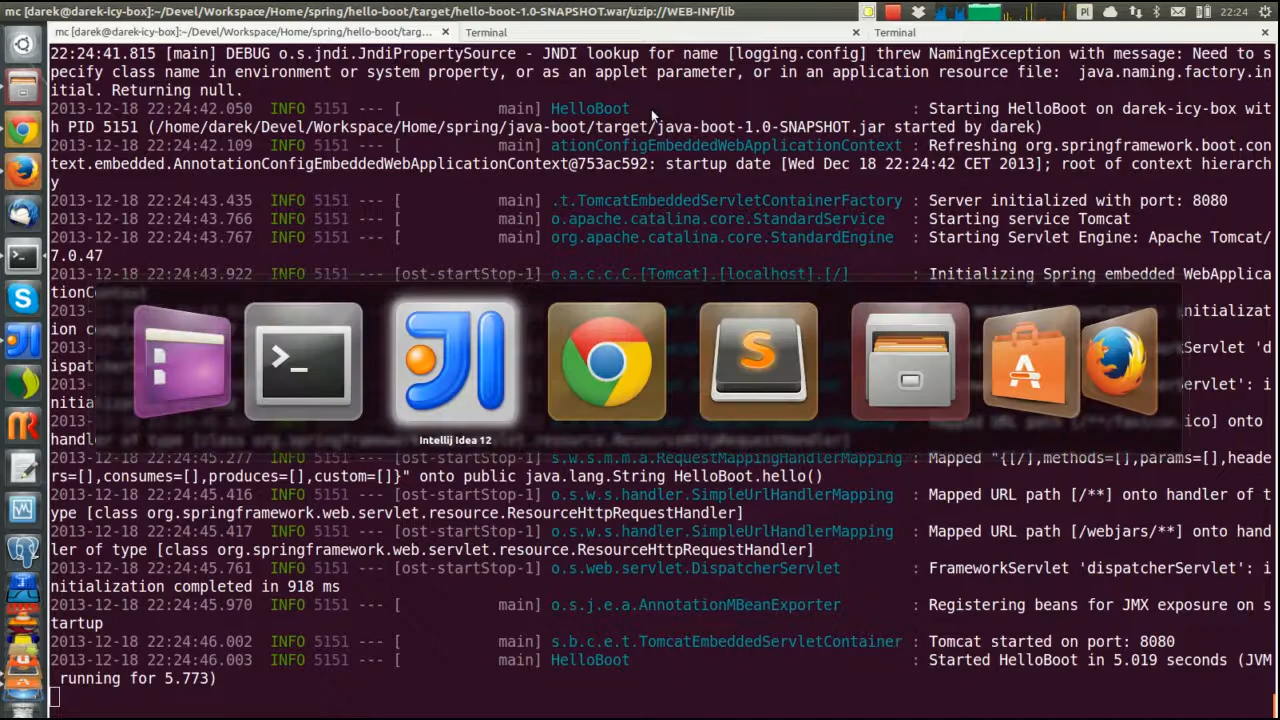 mc [darek@darek-icy-box]:~/Devel/Workspace/Home/spring/hello-boot/target/hello-boot-1.0-SNAPSHOT.war/uzip://WEB-INF/lib
Pl 22:24
mc [darek@darek-icy-box]:~/Devel/Workspace/Home/spring/hello-boot/targ... × Terminal × Terminal ×
22:24:41.815 [main] DEBUG o.s.jndi.JndiPropertySource - JNDI lookup for name [logging.config] threw NamingException with message: Need to s
pecify class name in environment or system property, or as an applet parameter, or in an application resource file:  java.naming.factory.in
itial. Returning null.
2013-12-18 22:24:42.050  INFO 5151 --- [           main] HelloBoot                                : Starting HelloBoot on darek-icy-box wit
h PID 5151 (/home/darek/Devel/Workspace/Home/spring/java-boot/target/java-boot-1.0-SNAPSHOT.jar started by darek)
2013-12-18 22:24:42.109  INFO 5151 --- [           main] ationConfigEmbeddedWebApplicationContext : Refreshing org.springframework.boot.con
text.embedded.AnnotationConfigEmbeddedWebApplicationContext@753ac592: startup date [Wed Dec 18 22:24:42 CET 2013]; root of context hierarch
y
2013-12-18 22:24:43.435  INFO 5151 --- [           main] .t.TomcatEmbeddedServletContainerFactory : Server initialized with port: 8080
2013-12-18 22:24:43.766  INFO 5151 --- [           main] o.apache.catalina.core.StandardService   : Starting service Tomcat
2013-12-18 22:24:43.767  INFO 5151 --- [           main] org.apache.catalina.core.StandardEngine  : Starting Servlet Engine: Apache Tomcat/
7.0.47
2013-12-18 22:24:43.922  INFO 5151 --- [ost-startStop-1] o.a.c.c.C.[Tomcat].[localhost].[/]       : Initializing Spring embedded WebApplica
Intellij Idea 12
handler of type
s.w.s.m.m.a.RequestMappingHandlerMapping : Mapped "{[/],methods=[],params=[],heade
rs=[],consumes=[],produces=[],custom=[]}" onto public java.lang.String HelloBoot.hello()
2013-12-18 22:24:45.416  INFO 5151 --- [ost-startStop-1] o.s.w.s.handler.SimpleUrlHandlerMapping  : Mapped URL path [/**] onto handler of t
ype [class org.springframework.web.servlet.resource.ResourceHttpRequestHandler]
2013-12-18 22:24:45.417  INFO 5151 --- [ost-startStop-1] o.s.w.s.handler.SimpleUrlHandlerMapping  : Mapped URL path [/webjars/**] onto hand
ler of type [class org.springframework.web.servlet.resource.ResourceHttpRequestHandler]
2013-12-18 22:24:45.761  INFO 5151 --- [ost-startStop-1] o.s.web.servlet.DispatcherServlet        : FrameworkServlet 'dispatcherServlet': i
nitialization completed in 918 ms
2013-12-18 22:24:45.970  INFO 5151 --- [           main] o.s.j.e.a.AnnotationMBeanExporter        : Registering beans for JMX exposure on s
tartup
2013-12-18 22:24:46.002  INFO 5151 --- [           main] s.b.c.e.t.TomcatEmbeddedServletContainer : Tomcat started on port: 8080
2013-12-18 22:24:46.003  INFO 5151 --- [           main] HelloBoot                                : Started HelloBoot in 5.019 seconds (JVM
 running for 5.773)